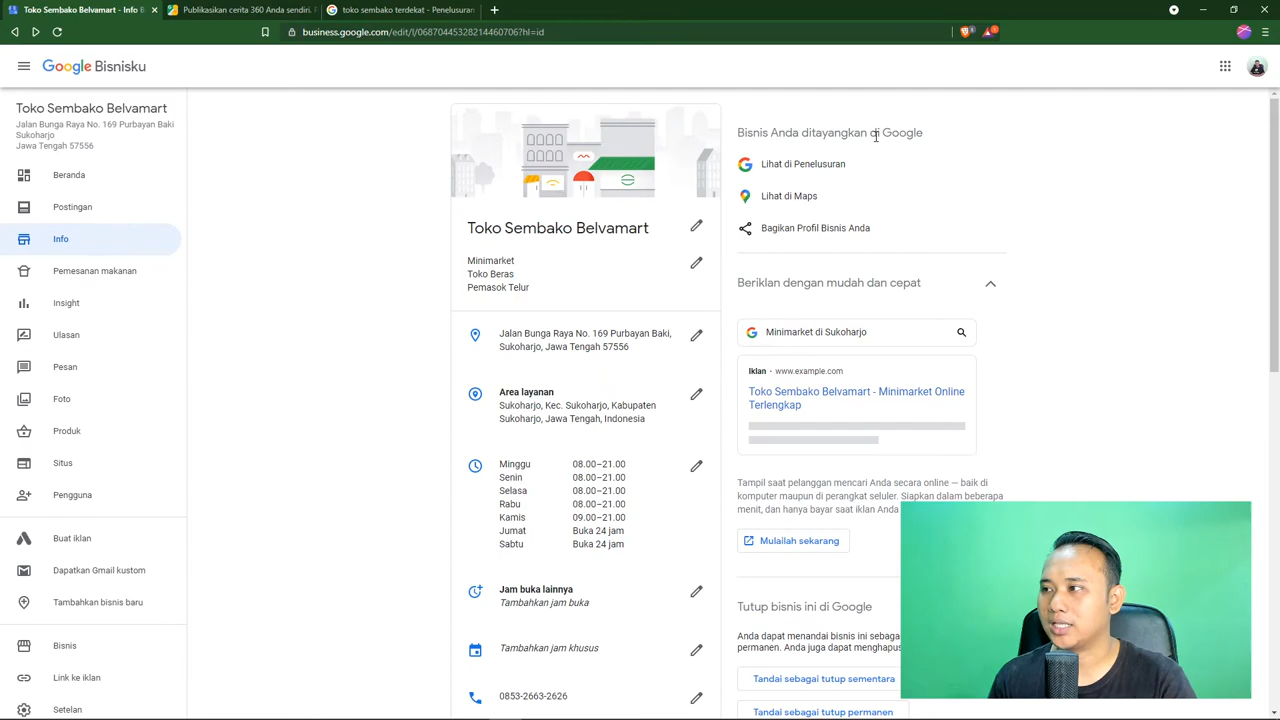 Toko Sembako Belvamart - Info B
Publikasikan cerita 360 Anda sendiri. P
toko sembako terdekat - Penelusuran
business.google.com/edit/l/06870445328214460706?hl=id
Google Bisnisku
Toko Sembako Belvamart
Jalan Bunga Raya No. 169 Purbayan Baki
Sukoharjo
Jawa Tengah 57556
Beranda
Postingan
Info
Pemesanan makanan
Insight
Ulasan
Pesan
Foto
Produk
Situs
Pengguna
Buat iklan
Dapatkan Gmail kustom
Tambahkan bisnis baru
Bisnis
Link ke iklan
Setelan
Toko Sembako Belvamart
Minimarket
Toko Beras
Pemasok Telur
Jalan Bunga Raya No. 169 Purbayan Baki,
Sukoharjo, Jawa Tengah 57556
Area layanan
Sukoharjo, Kec. Sukoharjo, Kabupaten
Sukoharjo, Jawa Tengah, Indonesia
Minggu 08.00–21.00
Senin 08.00–21.00
Selasa 08.00–21.00
Rabu 08.00–21.00
Kamis 09.00–21.00
Jumat Buka 24 jam
Sabtu Buka 24 jam
Jam buka lainnya
Tambahkan jam buka
Tambahkan jam khusus
0853-2663-2626
Bisnis Anda ditayangkan di Google
Lihat di Penelusuran
Lihat di Maps
Bagikan Profil Bisnis Anda
Beriklan dengan mudah dan cepat
Minimarket di Sukoharjo
Iklan · www.example.com
Toko Sembako Belvamart - Minimarket Online
Terlengkap
Tampil saat pelanggan mencari Anda secara online — baik di
komputer maupun di perangkat seluler. Siapkan dalam beberapa
menit, dan hanya bayar saat iklan Anda
Mulailah sekarang
Tutup bisnis ini di Google
Anda dapat menandai bisnis ini sebaga
permanen. Anda juga dapat menghapus
Tandai sebagai tutup sementara
Tandai sebagai tutup permanen